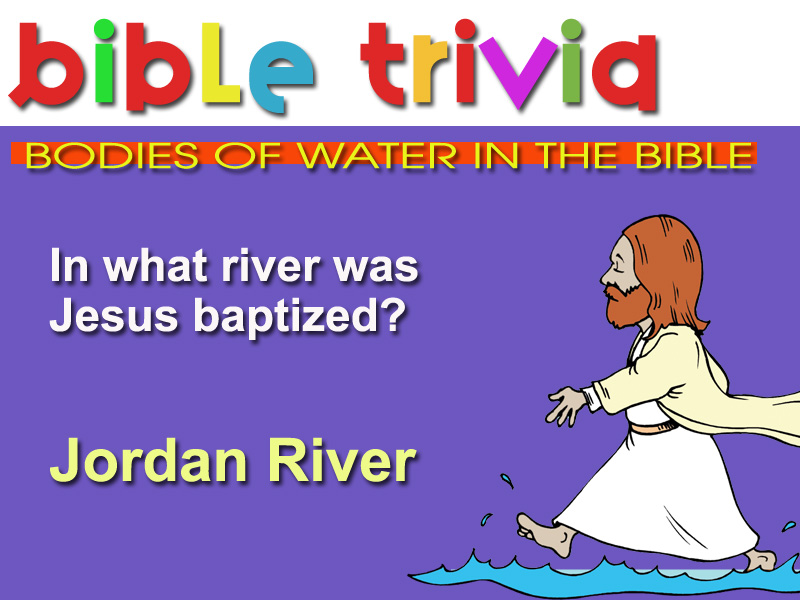 bible trivia
BODIES OF WATER IN THE BIBLE
In what river was
Jesus baptized?
Jordan River